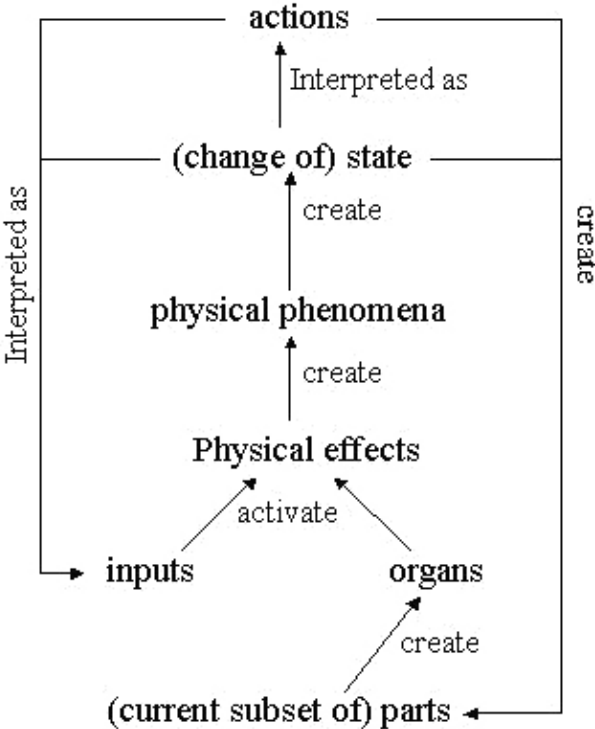 actions
Interpreted as
(change of) state
create
Interpreted as
create
physical phenomena
create
Physical effects
activate
inputs
organs
create
(current subset of) parts